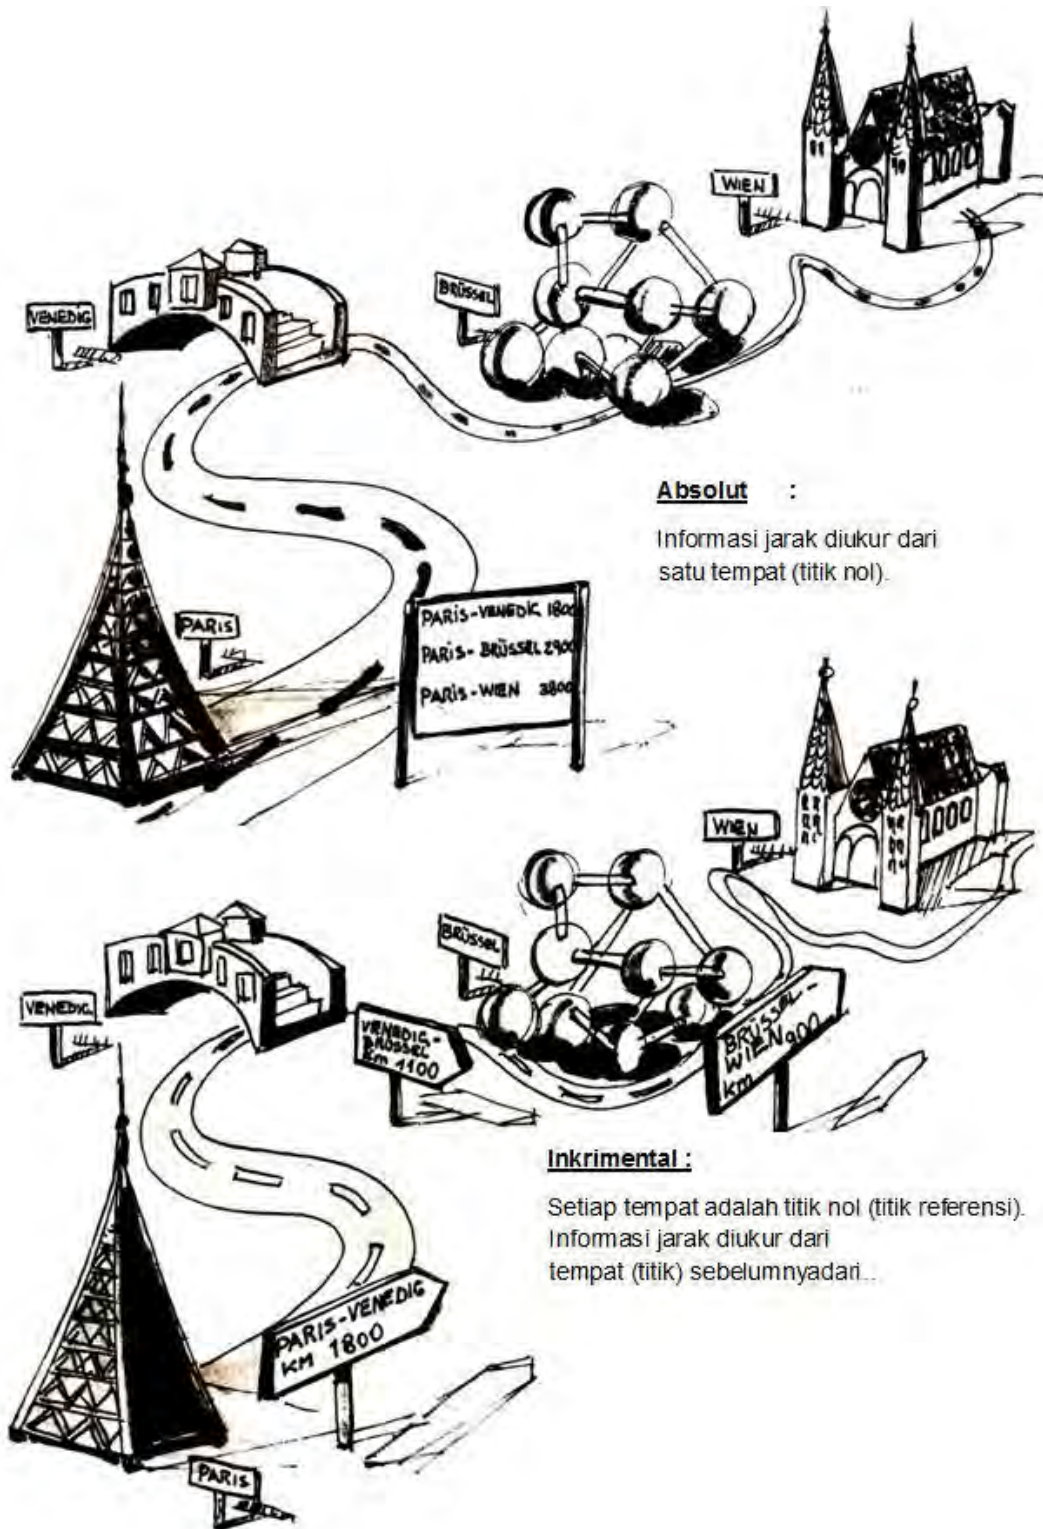 WIEN
BRÜSSEL
VENEDIG
Absolut :
Informasi jarak diukur dari
satu tempat (titik nol).
PARIS
PARIS-VENEDIG 1800
PARIS-BRÜSSEL 2900
PARIS-WIEN 3800
WIEN
BRÜSSEL
VENEDIG
VENEDIG-
BRÜSSEL
km 1100
BRÜSSEL-
WIEN 900
km
Inkrimental :
Setiap tempat adalah titik nol (titik referensi).
Informasi jarak diukur dari
tempat (titik) sebelumnyadari...
PARIS-VENEDIG
KM 1800
PARIS